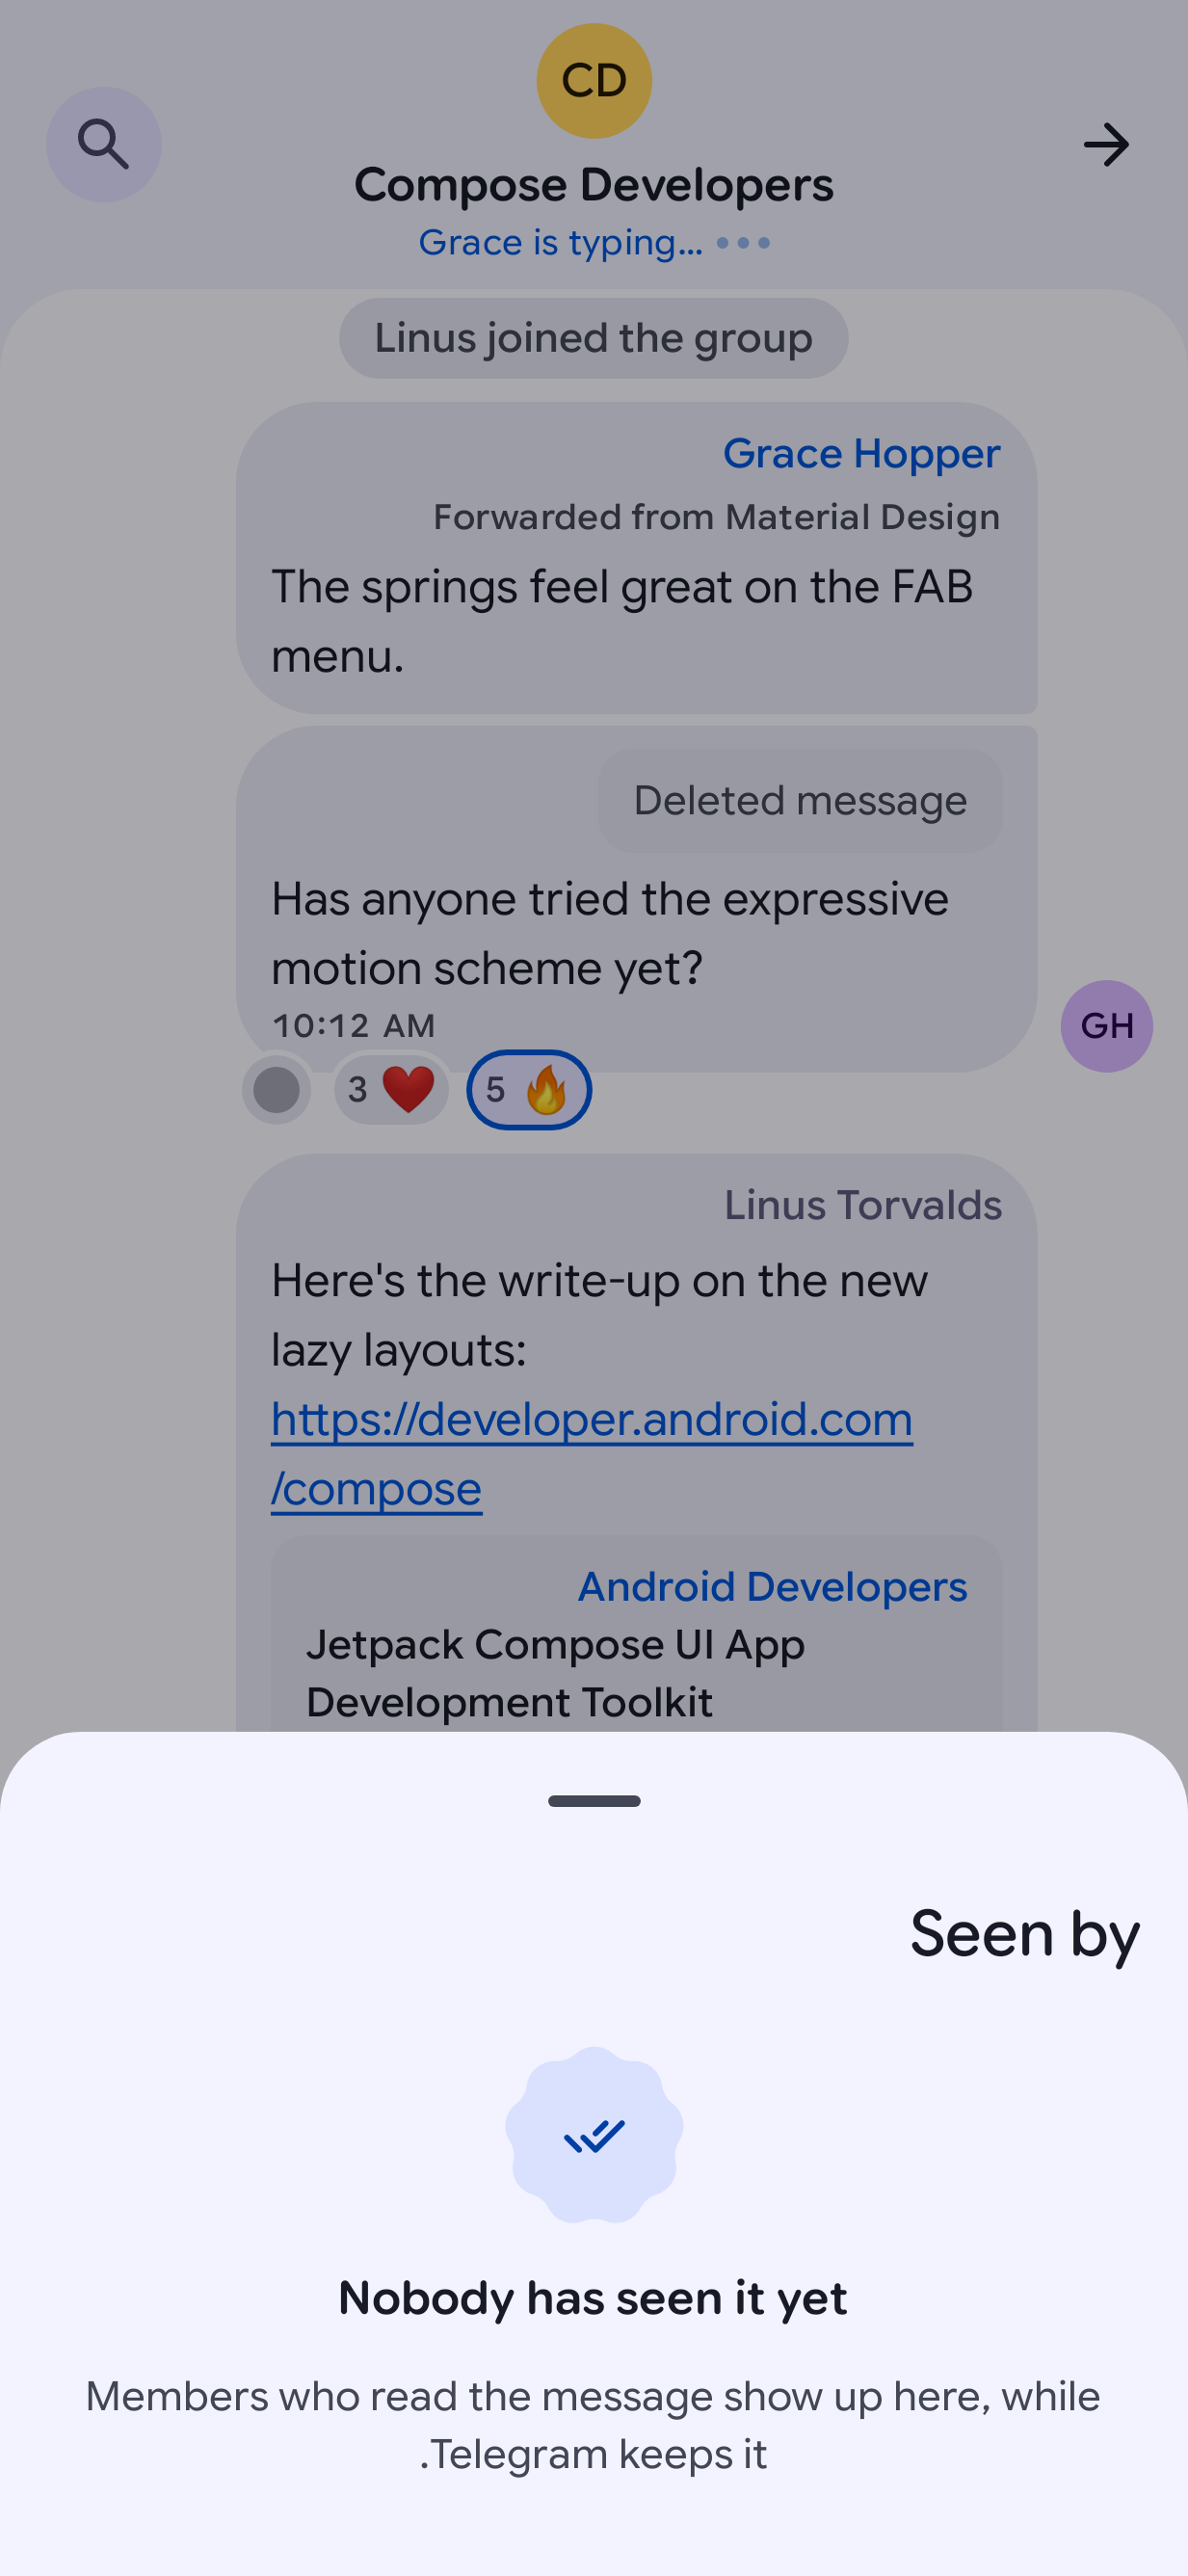 CD
Compose Developers
Grace is typing...
Linus joined the group
Grace Hopper
Forwarded from Material Design
The springs feel great on the FAB
menu.
Deleted message
Has anyone tried the expressive
motion scheme yet?
10:12 AM
GH
3 ❤️
5 🔥
Linus Torvalds
Here's the write-up on the new
lazy layouts:
https://developer.android.com
/compose
Android Developers
Jetpack Compose UI App
Development Toolkit
Seen by
Nobody has seen it yet
Members who read the message show up here, while
.Telegram keeps it